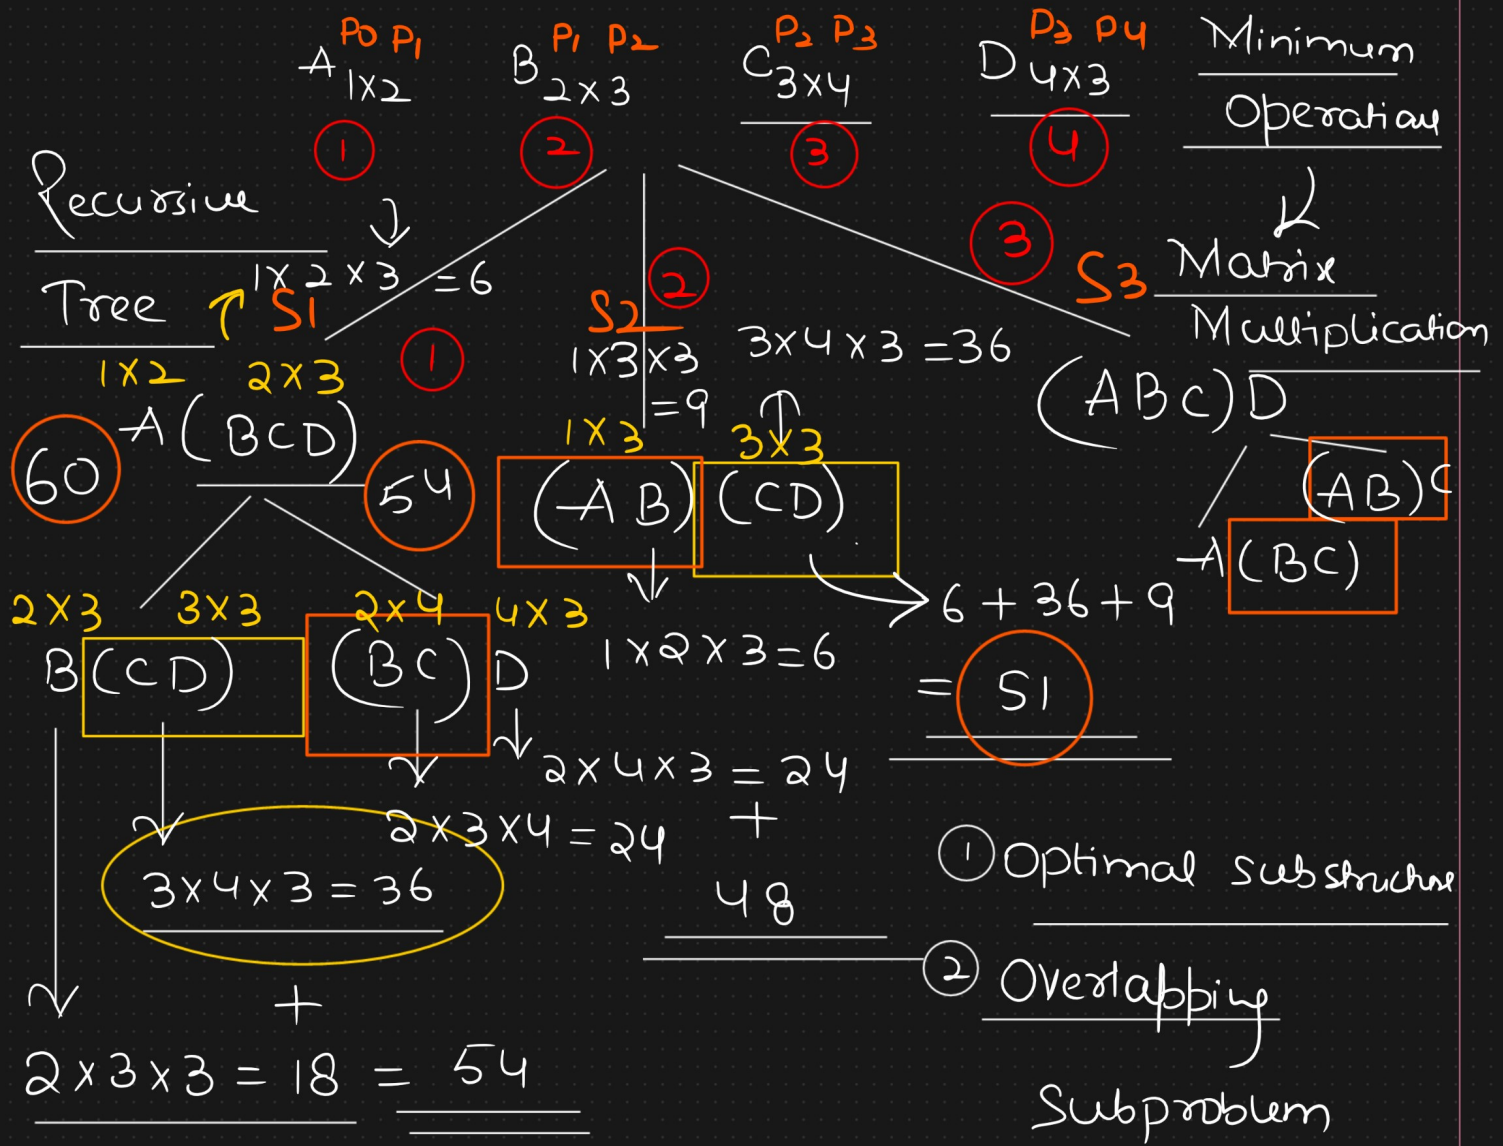 P0 P1 P1 P2 P2 P3 P3 P4
A 1x2 B 2x3 C 3x4 D 4x3
1 2 3 4
Minimum
Operation
Matrix
Multiplication
Recursive
Tree
1x2x3 =6
S1
1
1x2 2x3
A(BCD)
60
54
S2
2
1x3x3
=9
3x4x3=36
1x3 3x3
(AB) (CD)
1x2x3=6
6+36+9
= 51
3
S3
(ABC)D
(AB)C
A(BC)
2x3 3x3 2x4 4x3
B(CD) (BC)D
2x4x3=24
+
2x3x4=24
48
3x4x3=36
+
2x3x3=18 = 54
1 Optimal substructure
2 Overlapping
Subproblem